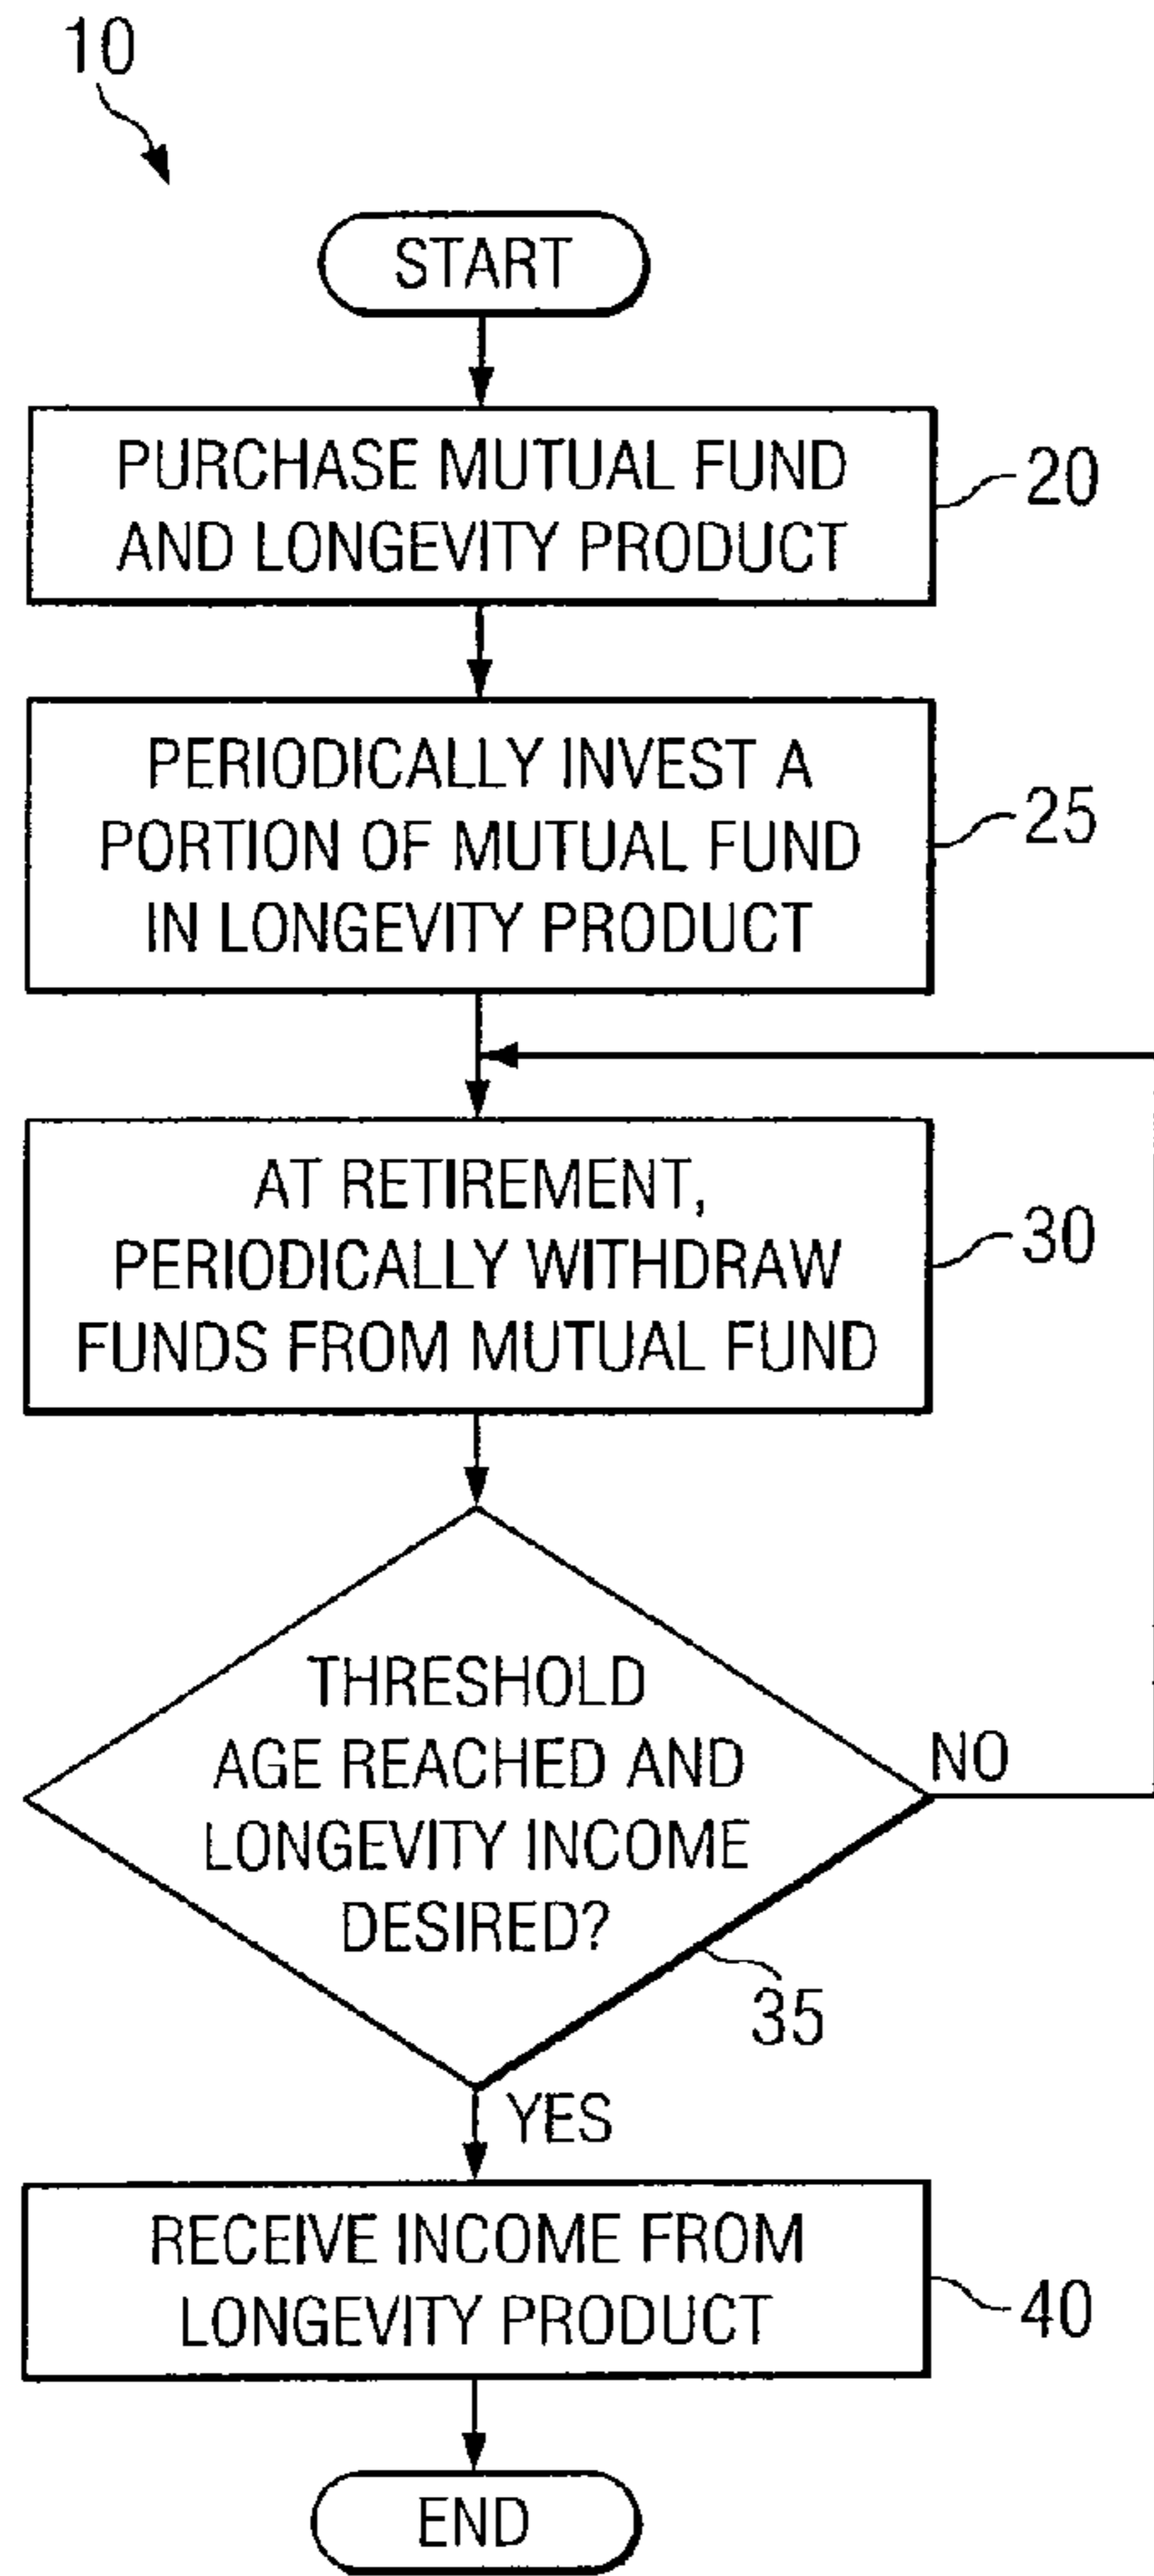 10
START
PURCHASE MUTUAL FUND
AND LONGEVITY PRODUCT
20
PERIODICALLY INVEST A
PORTION OF MUTUAL FUND
IN LONGEVITY PRODUCT
25
AT RETIREMENT,
PERIODICALLY WITHDRAW
FUNDS FROM MUTUAL FUND
30
THRESHOLD
AGE REACHED AND
LONGEVITY INCOME
DESIRED?
NO
35
YES
RECEIVE INCOME FROM
LONGEVITY PRODUCT
40
END